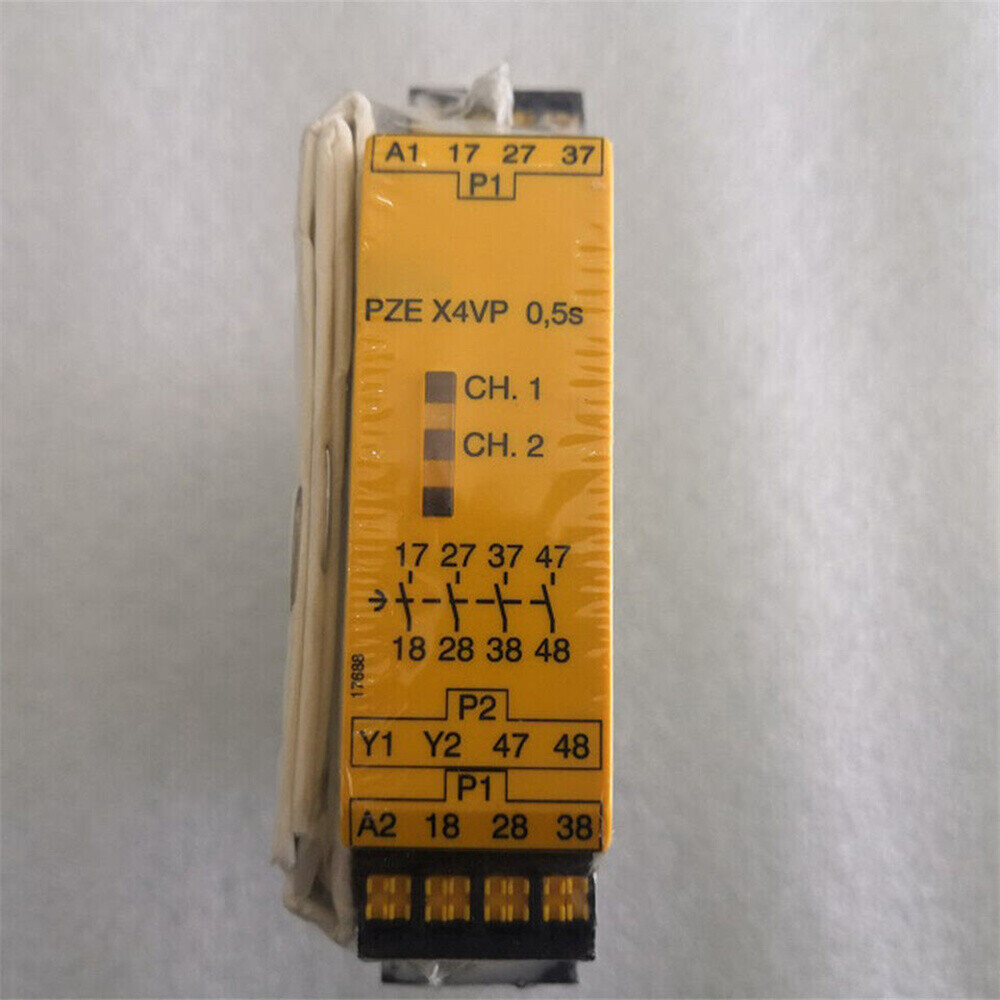 A1 17 27 37
P1
PZE X4VP 0,5s
CH. 1
CH. 2
17 27 37 47
18 28 38 48
17688
P2
Y1 Y2 47 48
P1
A2 18 28 38